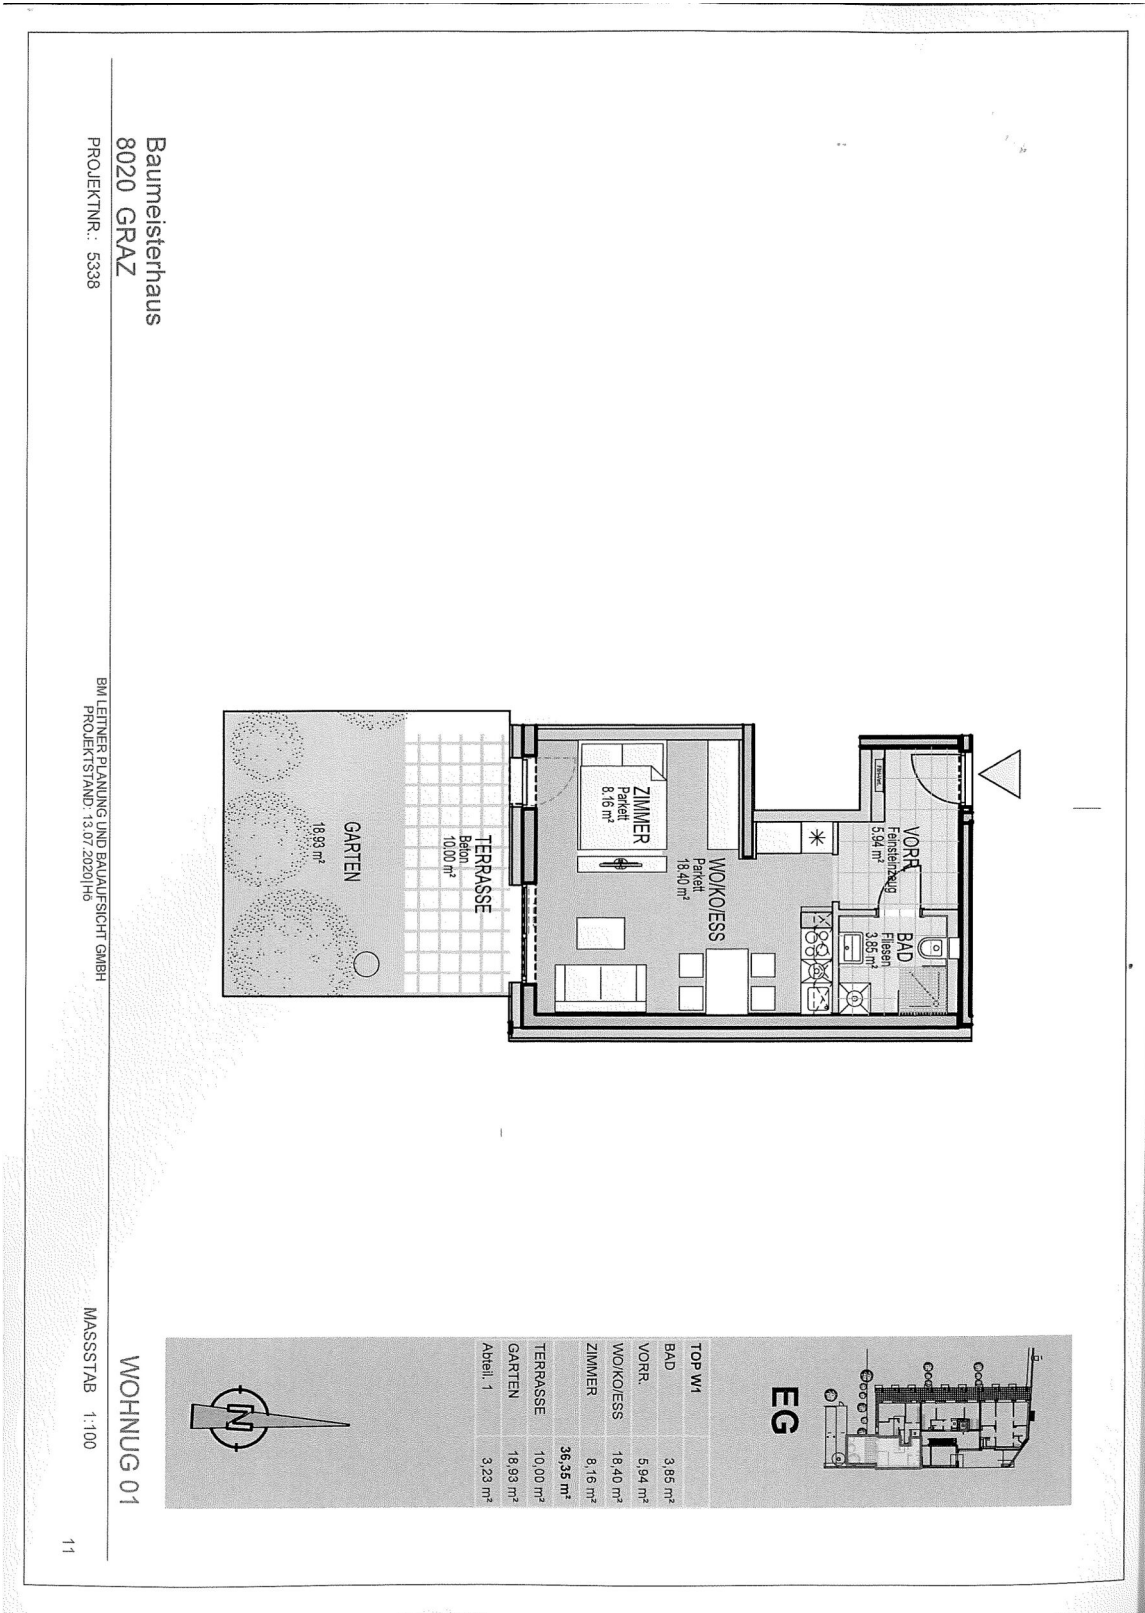 EG
TOP W1
BAD 3,85 m²
VORR. 5,94 m²
WO/KO/ESS 18,40 m²
ZIMMER 8,16 m²
36,35 m²
TERRASSE 10,00 m²
GARTEN 18,93 m²
Abteil. 1 3,23 m²
N
VORR.
Feinsteinzeug
5.94 m²
BAD
Fliesen
3.85 m²
WO/KO/ESS
Parkett
18.40 m²
ZIMMER
Parkett
8.16 m²
TERRASSE
Beton
10,00 m²
GARTEN
18.93 m²
Baumeisterhaus
8020 GRAZ
PROJEKTNR.: 5338
BM LEITNER PLANUNG UND BAUAUFSICHT GMBH
PROJEKTSTAND: 13.07.2020|Hö
WOHNUG 01
MASSSTAB 1:100
11